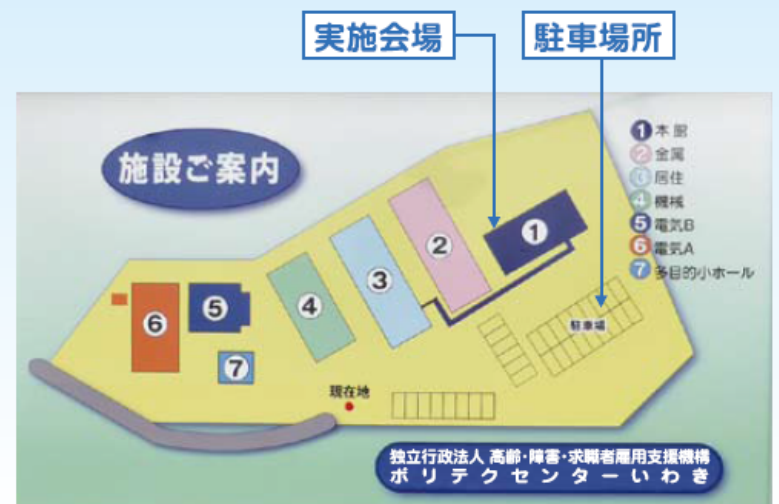 実施会場
駐車場所
施設ご案内
1 本館
2 金属
3 居住
4 機械
5 電気B
6 電気A
7 多目的小ホール
1
2
3
4
5
6
7
駐車場
現在地
独立行政法人 高齢・障害・求職者雇用支援機構
ポリテクセンターいわき